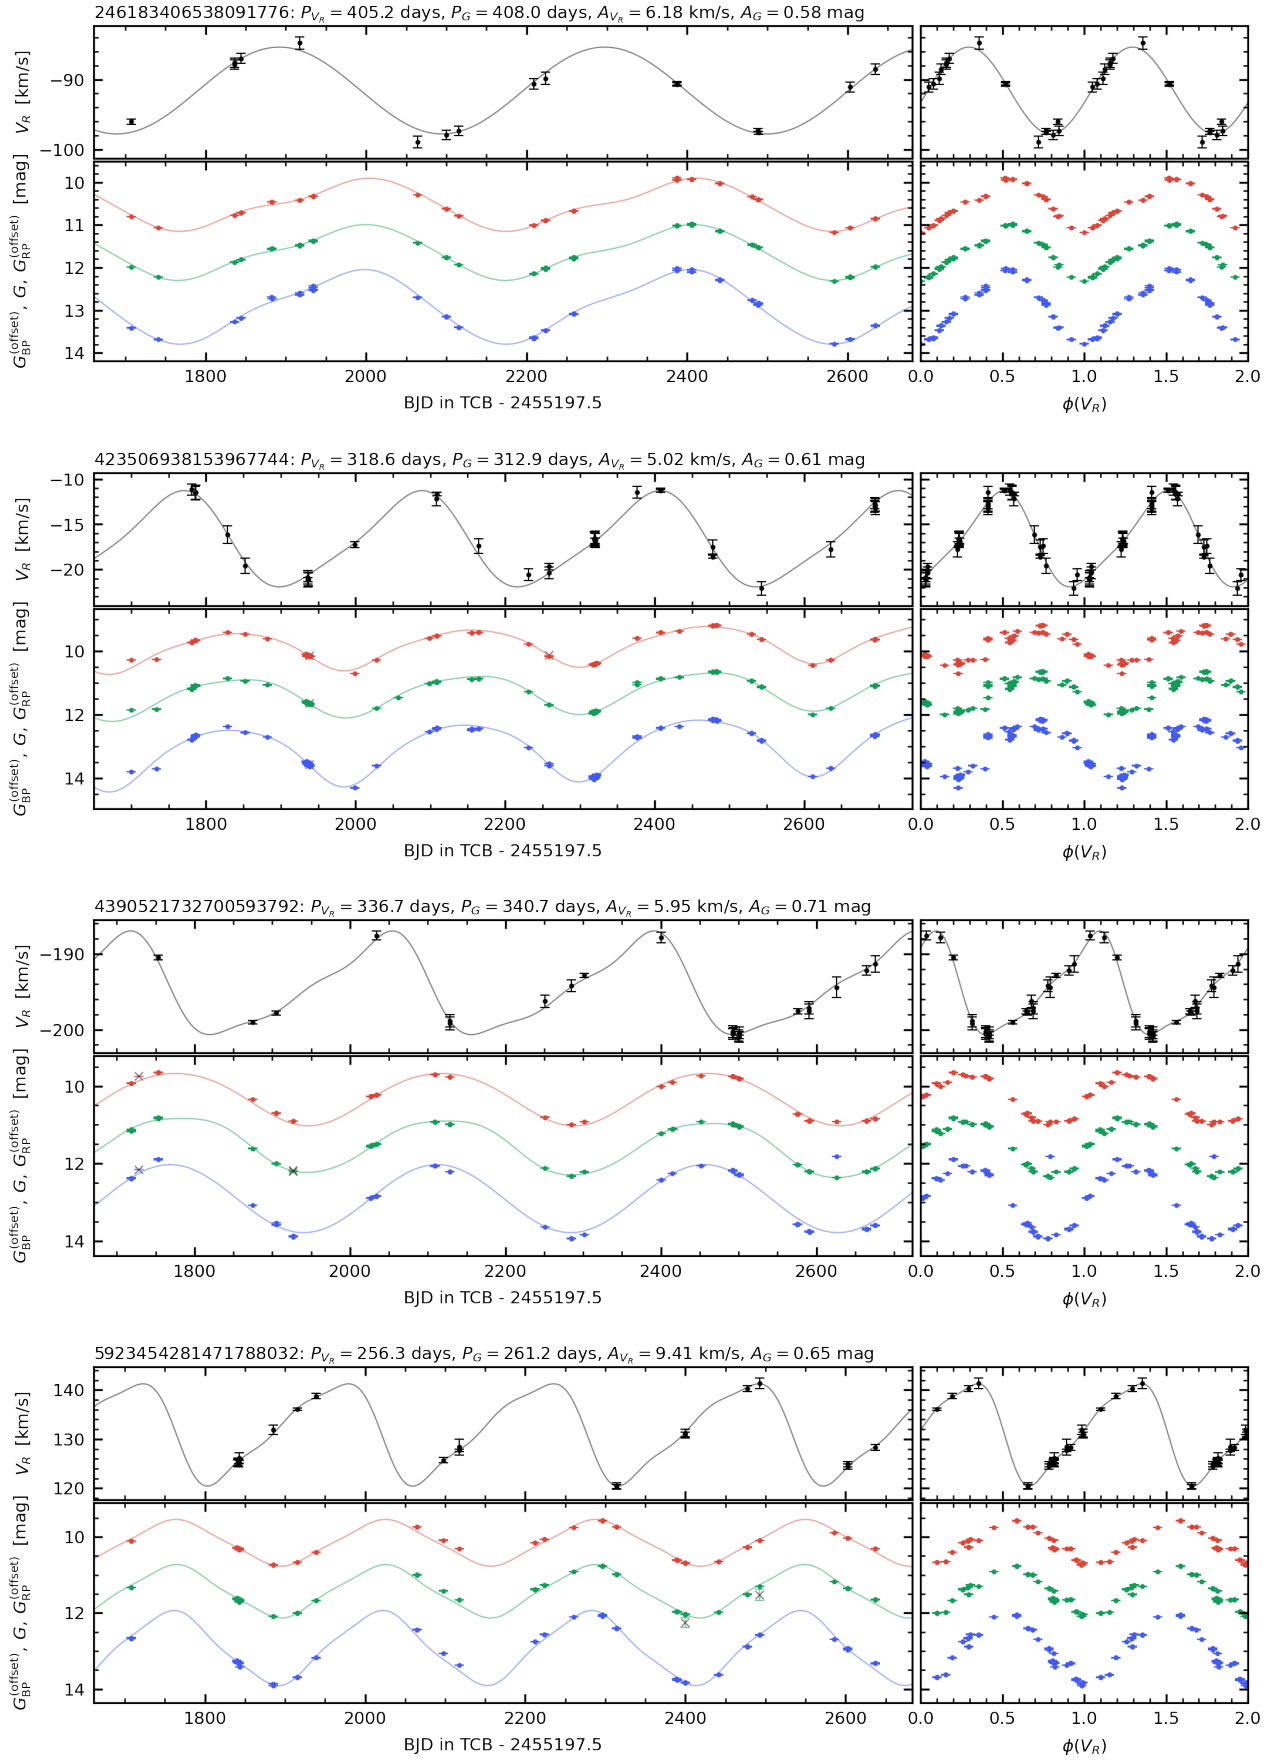 246183406538091776: P_{V_R} = 405.2 days, P_G = 408.0 days, A_{V_R} = 6.18 km/s, A_G = 0.58 mag
V_R [km/s]
−90
−100
G_{BP}^{(offset)}, G, G_{RP}^{(offset)} [mag]
10
11
12
13
14
1800 2000 2200 2400 2600
0.0 0.5 1.0 1.5 2.0
BJD in TCB - 2455197.5
ϕ(V_R)
423506938153967744: P_{V_R} = 318.6 days, P_G = 312.9 days, A_{V_R} = 5.02 km/s, A_G = 0.61 mag
V_R [km/s]
−10
−15
−20
G_{BP}^{(offset)}, G, G_{RP}^{(offset)} [mag]
10
12
14
1800 2000 2200 2400 2600
0.0 0.5 1.0 1.5 2.0
BJD in TCB - 2455197.5
ϕ(V_R)
4390521732700593792: P_{V_R} = 336.7 days, P_G = 340.7 days, A_{V_R} = 5.95 km/s, A_G = 0.71 mag
V_R [km/s]
−190
−200
G_{BP}^{(offset)}, G, G_{RP}^{(offset)} [mag]
10
12
14
1800 2000 2200 2400 2600
0.0 0.5 1.0 1.5 2.0
BJD in TCB - 2455197.5
ϕ(V_R)
5923454281471788032: P_{V_R} = 256.3 days, P_G = 261.2 days, A_{V_R} = 9.41 km/s, A_G = 0.65 mag
V_R [km/s]
140
130
120
G_{BP}^{(offset)}, G, G_{RP}^{(offset)} [mag]
10
12
14
1800 2000 2200 2400 2600
0.0 0.5 1.0 1.5 2.0
BJD in TCB - 2455197.5
ϕ(V_R)